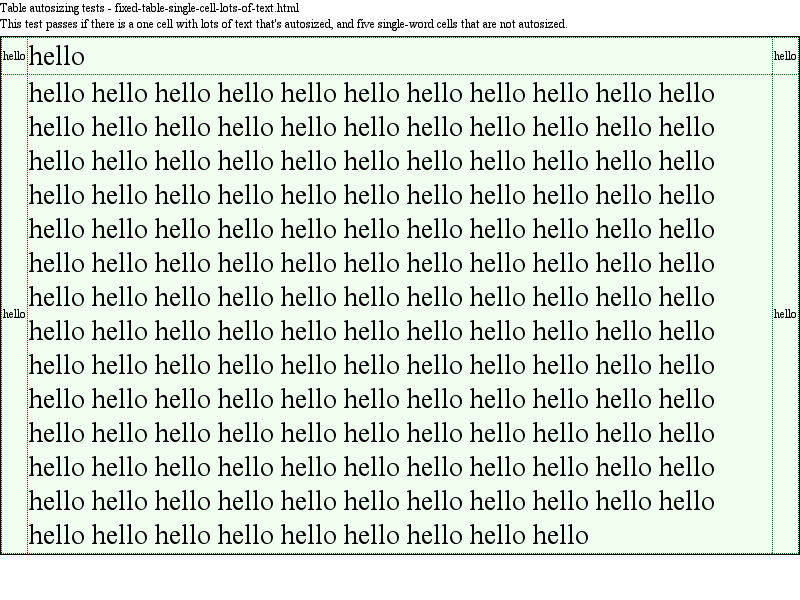 Table autosizing tests - fixed-table-single-cell-lots-of-text.html
This test passes if there is a one cell with lots of text that's autosized, and five single-word cells that are not autosized.
hello hello hello
hello hello hello hello hello hello hello hello hello hello hello
hello hello hello hello hello hello hello hello hello hello hello
hello hello hello hello hello hello hello hello hello hello hello
hello hello hello hello hello hello hello hello hello hello hello
hello hello hello hello hello hello hello hello hello hello hello
hello hello hello hello hello hello hello hello hello hello hello
hello hello hello hello hello hello hello hello hello hello hello
hello hello
hello hello hello hello hello hello hello hello hello hello hello
hello hello hello hello hello hello hello hello hello hello hello
hello hello hello hello hello hello hello hello hello hello hello
hello hello hello hello hello hello hello hello hello hello hello
hello hello hello hello hello hello hello hello hello hello hello
hello hello hello hello hello hello hello hello hello hello hello
hello hello hello hello hello hello hello hello hello